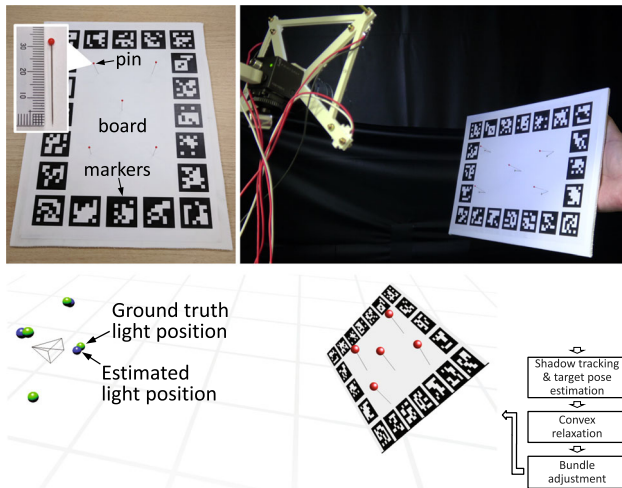 30
20
10
pin
board
markers
Ground truth
light position
Estimated
light position
Shadow tracking
& target pose
estimation
Convex
relaxation
Bundle
adjustment